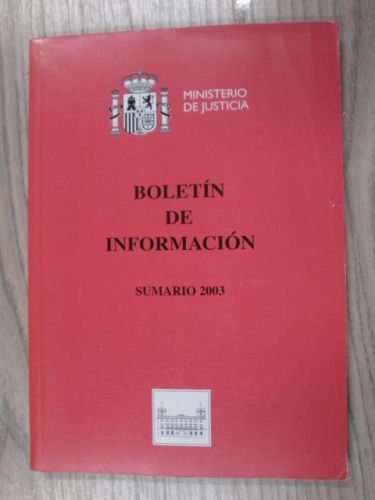 MINISTERIO
DE JUSTICIA
BOLETÍN
DE
INFORMACIÓN
SUMARIO 2003